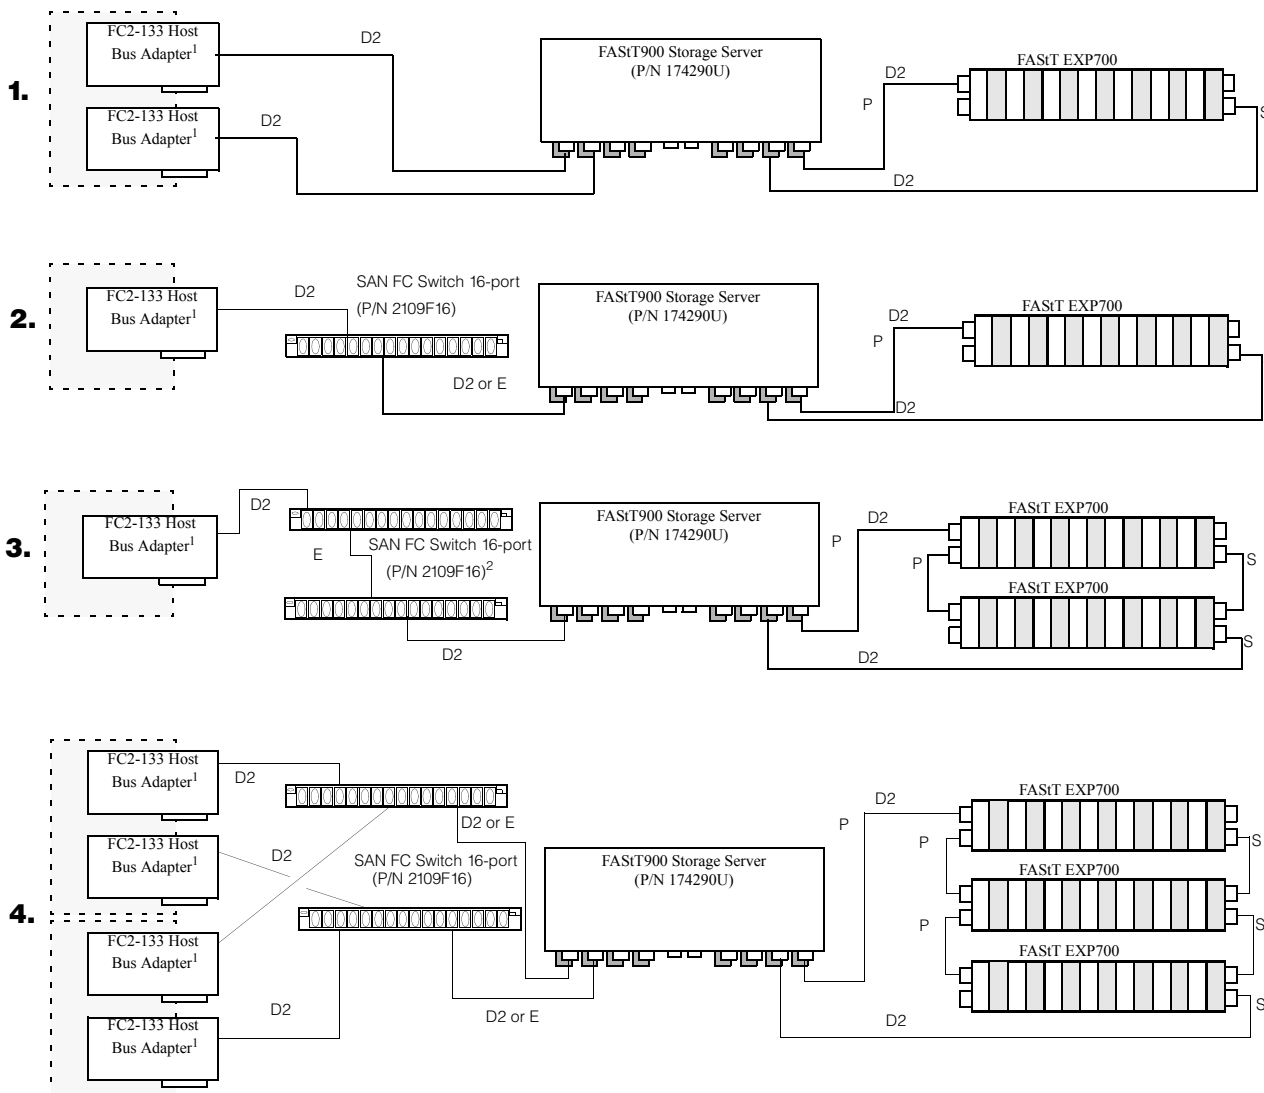 1.
FC2-133 Host
Bus Adapter1
D2
FC2-133 Host
Bus Adapter1
D2
FAStT900 Storage Server
(P/N 174290U)
FAStT EXP700
D2
P
S
D2
2.
FC2-133 Host
Bus Adapter1
D2
SAN FC Switch 16-port
(P/N 2109F16)
D2 or E
FAStT900 Storage Server
(P/N 174290U)
FAStT EXP700
D2
P
D2
3.
FC2-133 Host
Bus Adapter1
D2
E
SAN FC Switch 16-port
(P/N 2109F16)2
D2
FAStT900 Storage Server
(P/N 174290U)
D2
P
FAStT EXP700
P
S
FAStT EXP700
S
D2
4.
FC2-133 Host
Bus Adapter1
D2
FC2-133 Host
Bus Adapter1
D2
FC2-133 Host
Bus Adapter1
FC2-133 Host
Bus Adapter1
D2
D2 or E
SAN FC Switch 16-port
(P/N 2109F16)
D2 or E
FAStT900 Storage Server
(P/N 174290U)
D2
P
FAStT EXP700
P
S
FAStT EXP700
P
S
FAStT EXP700
S
D2